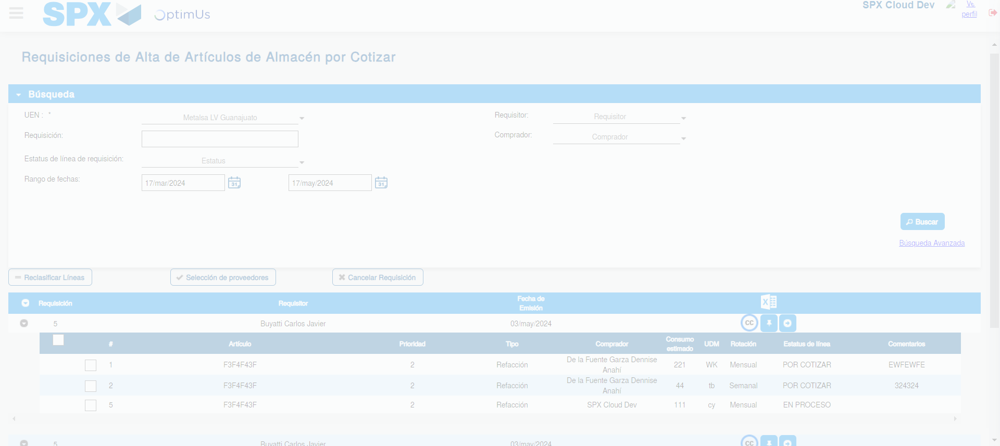 SPX OptimUs
SPX Cloud Dev
perfil
Requisiciones de Alta de Artículos de Almacén por Cotizar
Búsqueda
UEN : * Metalsa LV Guanajuato Requisitor: Requisitor
Requisición: Comprador: Comprador
Estatus de línea de requisición: Estatus
Rango de fechas: 17/mar/2024 31 17/may/2024 31
Buscar
Búsqueda Avanzada
Reclasificar Líneas Selección de proveedores Cancelar Requisición
Requisición Requisitor Fecha de Emisión X
5 Buyatti Carlos Javier 03/may/2024 CC
# Artículo Prioridad Tipo Comprador Consumo estimado UDM Rotación Estatus de línea Comentarios
1 F3F4F43F 2 Refacción De la Fuente Garza Dennise Anahí 221 WK Mensual POR COTIZAR EWFEWFE
2 F3F4F43F 2 Refacción De la Fuente Garza Dennise Anahí 44 tb Semanal POR COTIZAR 324324
5 F3F4F43F 2 Refacción SPX Cloud Dev 111 cy Mensual EN PROCESO
5 Buyatti Carlos Javier 03/may/2024 CC